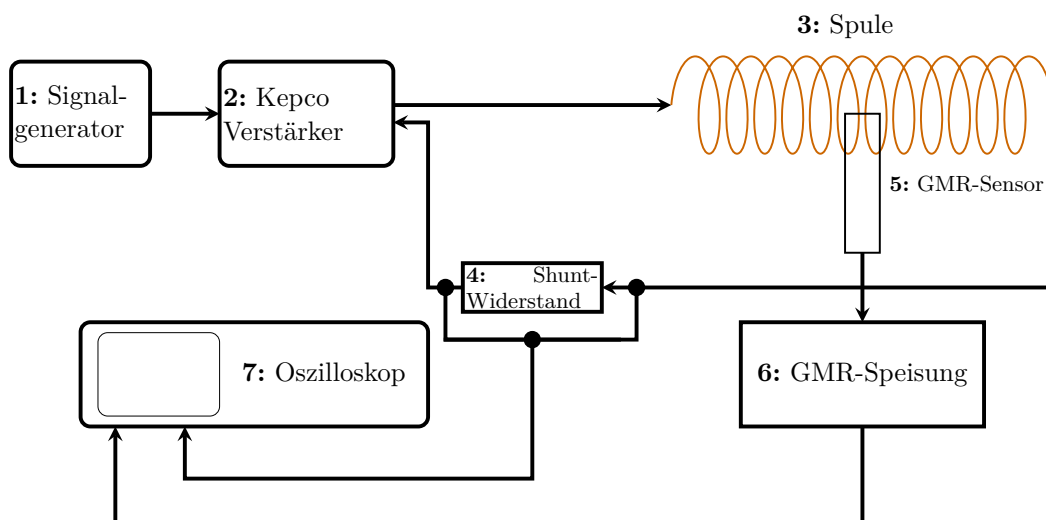 3: Spule
1: Signal-
generator
2: Kepco
Verstärker
5: GMR-Sensor
4: Shunt-
Widerstand
7: Oszilloskop
6: GMR-Speisung